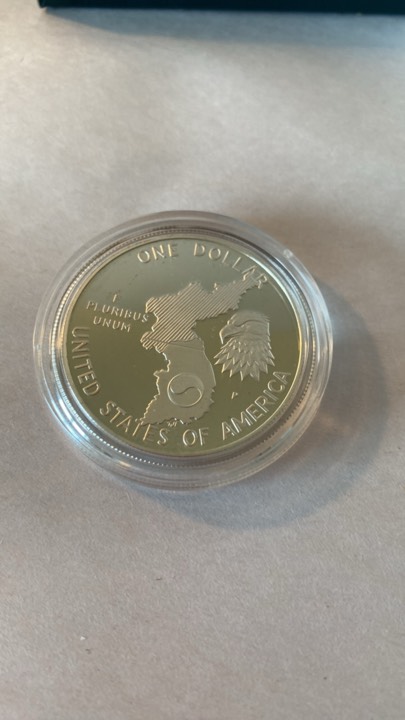 ONE DOLLAR
E
PLURIBUS
UNUM
UNITED STATES OF AMERICA
P